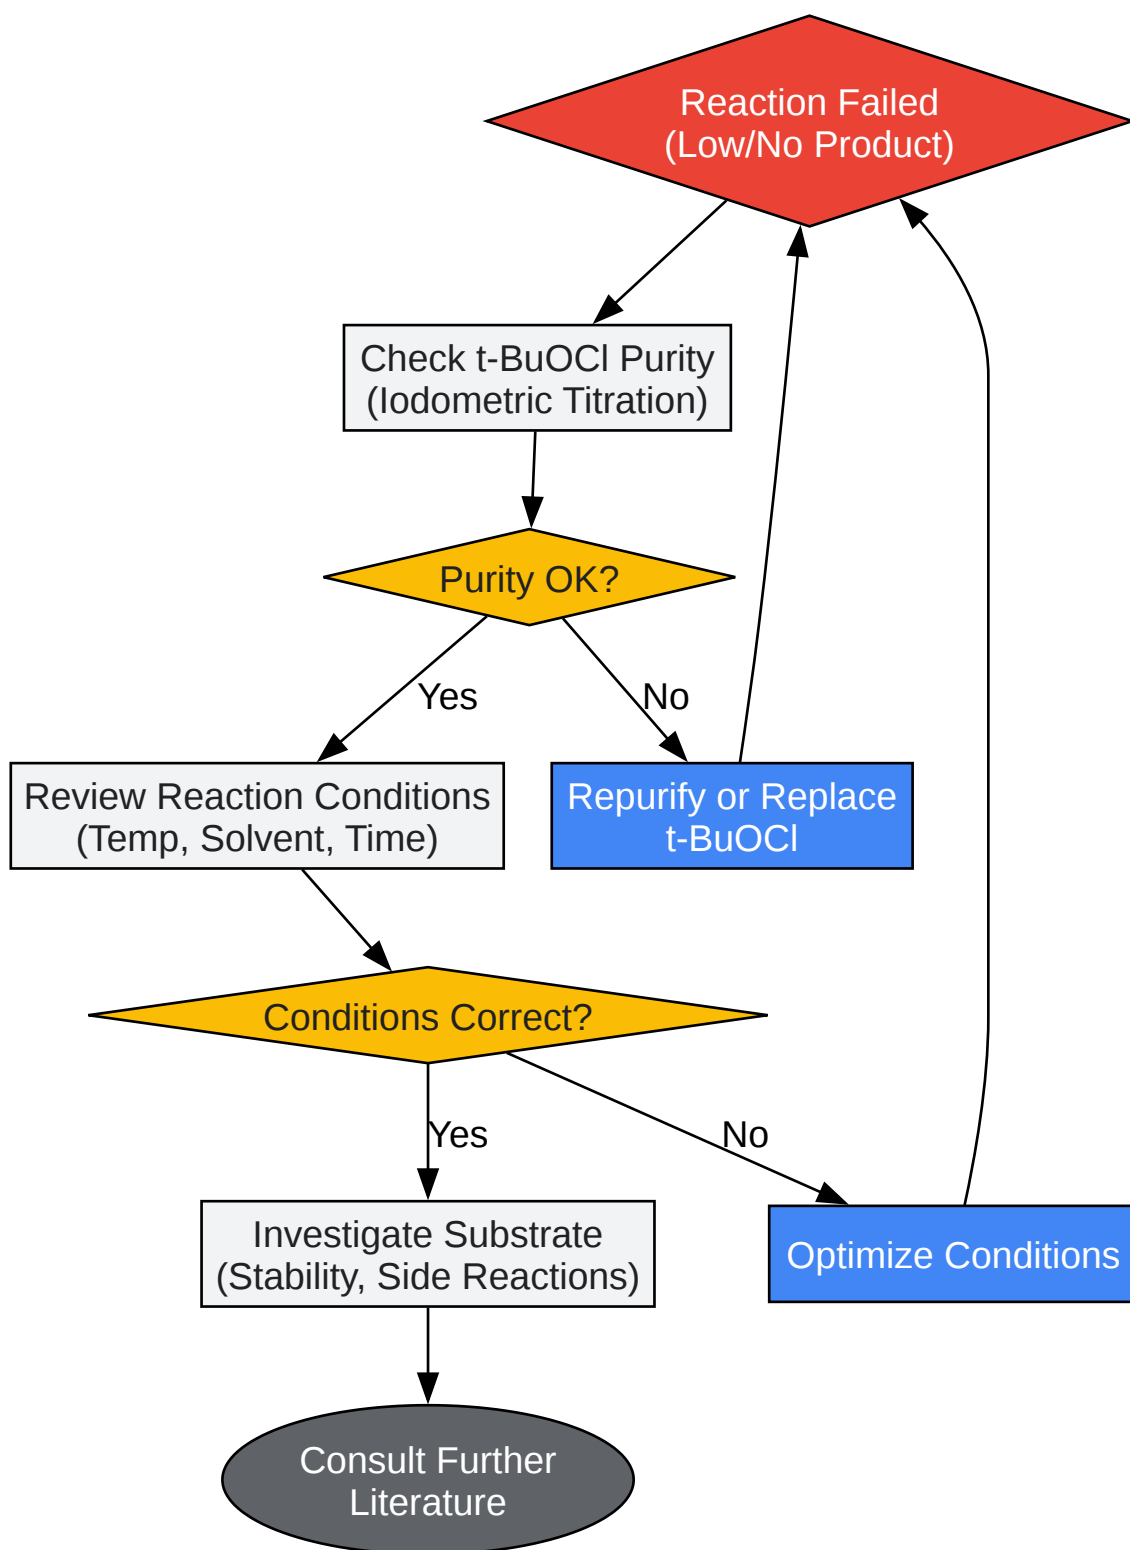 Reaction Failed
(Low/No Product)
Check t-BuOCl Purity
(Iodometric Titration)
Purity OK?
Yes
No
Review Reaction Conditions
(Temp, Solvent, Time)
Repurify or Replace
t-BuOCl
Conditions Correct?
Yes
No
Investigate Substrate
(Stability, Side Reactions)
Optimize Conditions
Consult Further
Literature